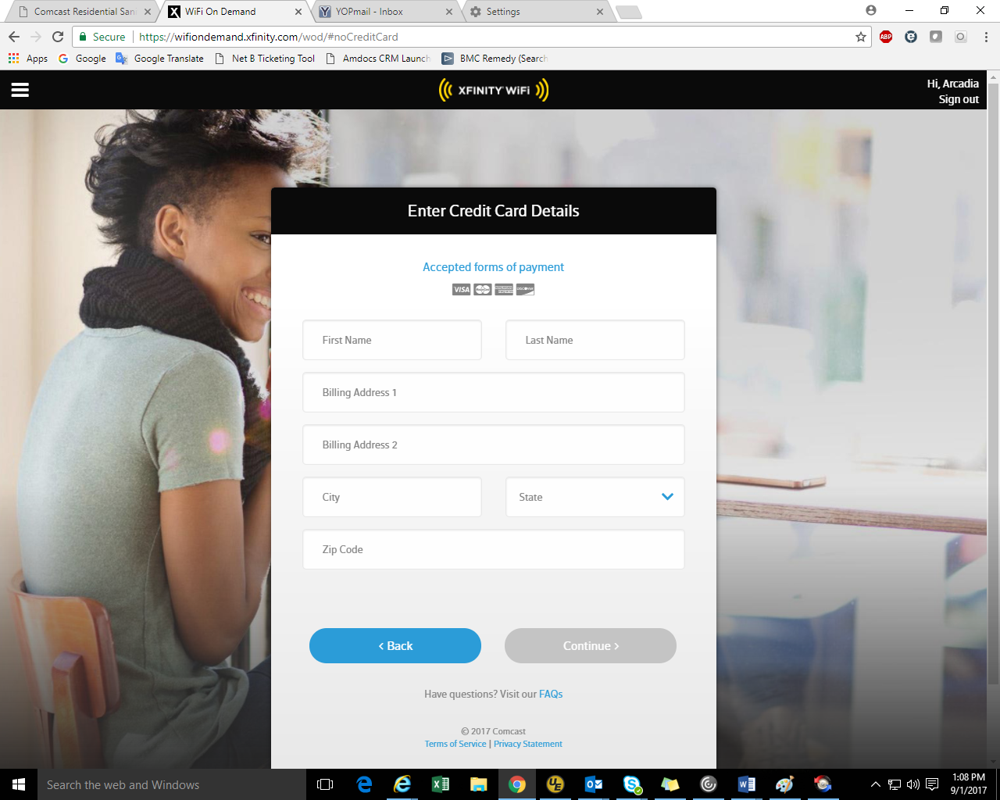 Comcast Residential San
WiFi On Demand
YOPmail - Inbox
Settings
Secure
https://wifiondemand.xfinity.com/wod/#noCreditCard
ABP
Apps
Google
Google Translate
Net B Ticketing Tool
Amdocs CRM Launch
BMC Remedy (Search
XFINITY WiFi
Hi, Arcadia
Sign out
Enter Credit Card Details
Accepted forms of payment
VISA
DISCOVER
First Name
Last Name
Billing Address 1
Billing Address 2
City
State
Zip Code
< Back
Continue >
Have questions? Visit our FAQs
© 2017 Comcast
Terms of Service | Privacy Statement
Search the web and Windows
1:08 PM
9/1/2017